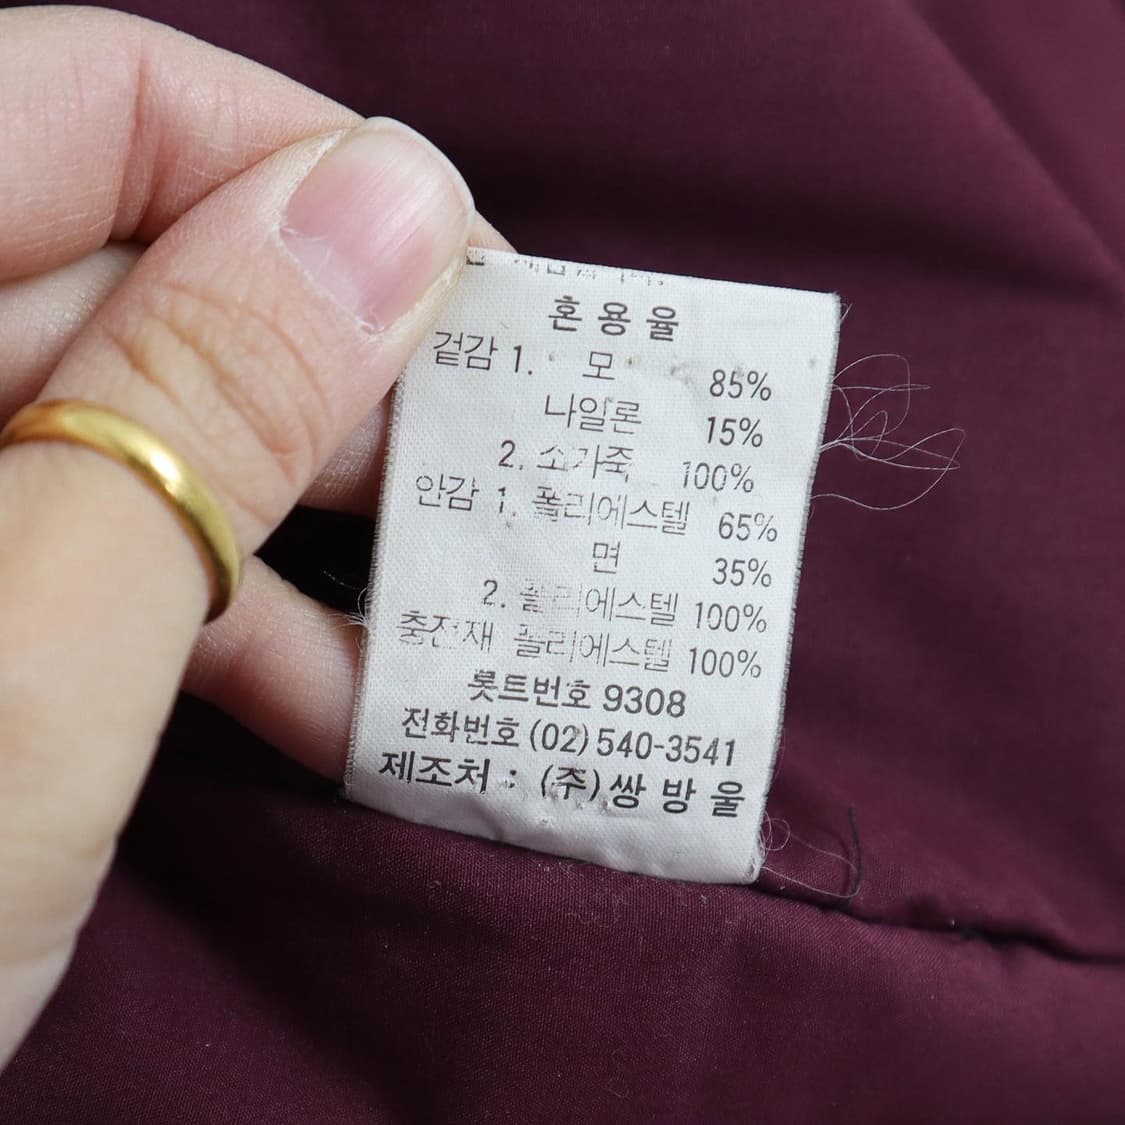 혼용율
겉감 1. 모 85%
나일론 15%
2. 소가죽 100%
안감 1. 폴리에스텔 65%
면 35%
2. 폴리에스텔 100%
충전재 폴리에스텔 100%
롯트번호 9308
전화번호 (02) 540-3541
제조처 : (주) 쌍방울